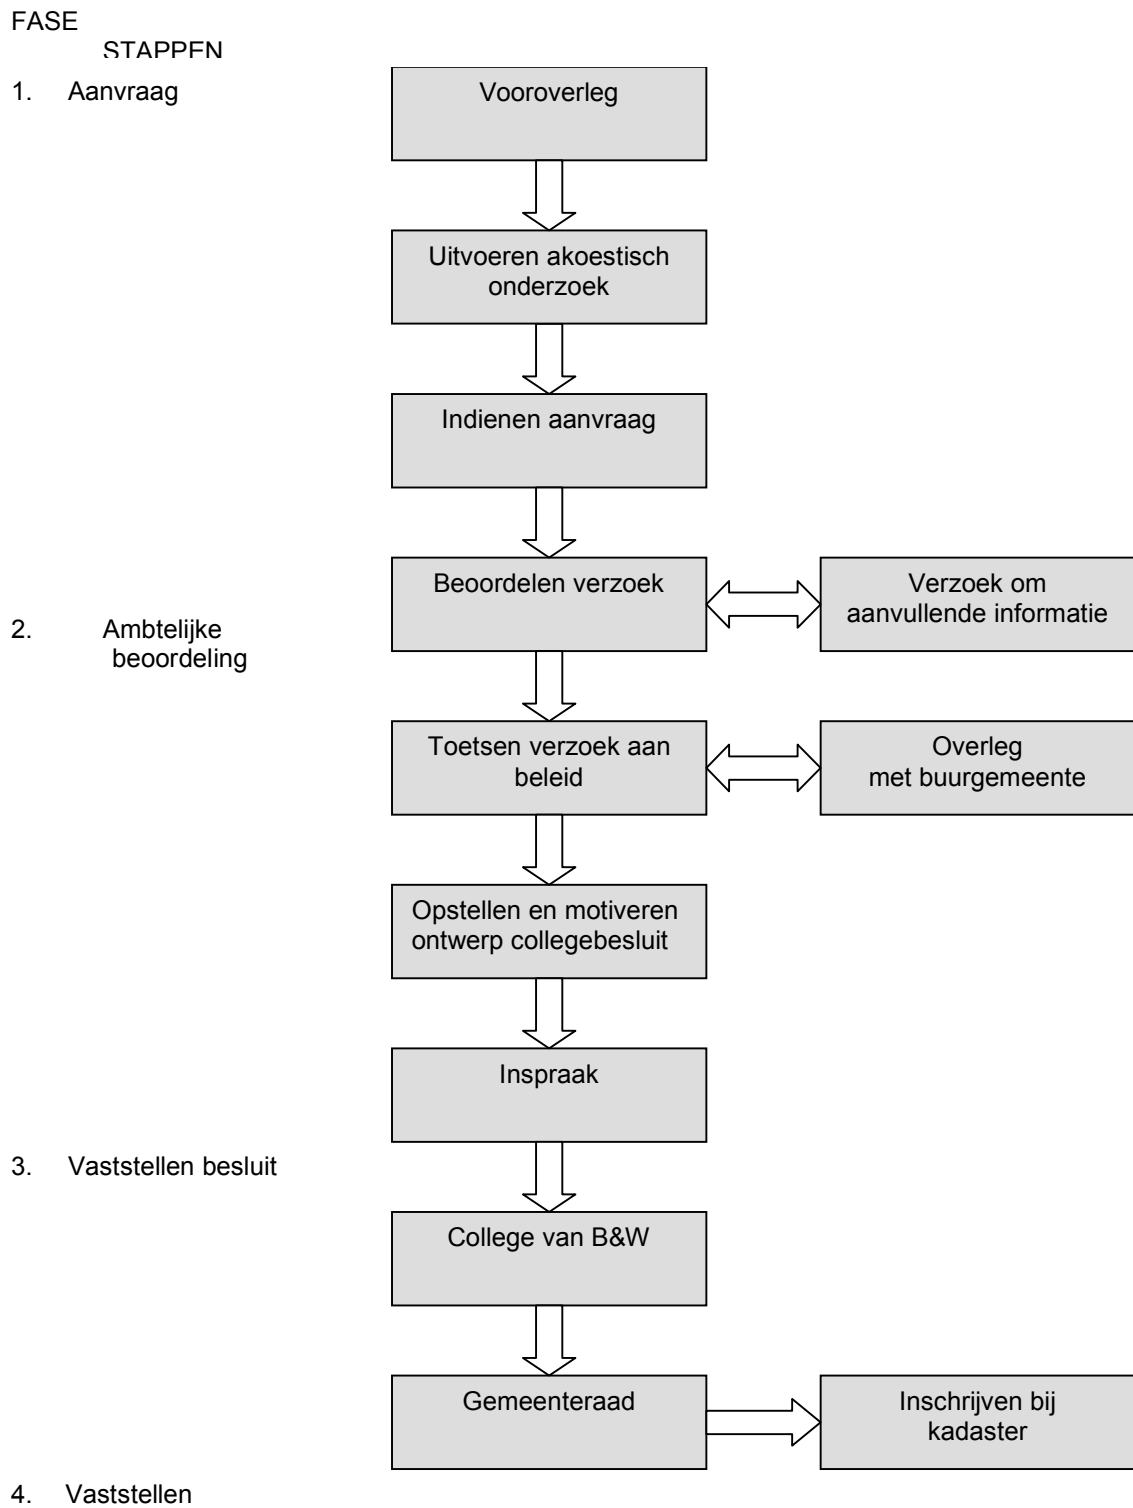 FASE
STAPPEN
1. Aanvraag
Vooroverleg
Uitvoeren akoestisch
onderzoek
Indienen aanvraag
Beoordelen verzoek
Verzoek om
aanvullende informatie
2. Ambtelijke
beoordeling
Toetsen verzoek aan
beleid
Overleg
met buurgemeente
Opstellen en motiveren
ontwerp collegebesluit
Inspraak
3. Vaststellen besluit
College van B&W
Gemeenteraad
Inschrijven bij
kadaster
4. Vaststellen